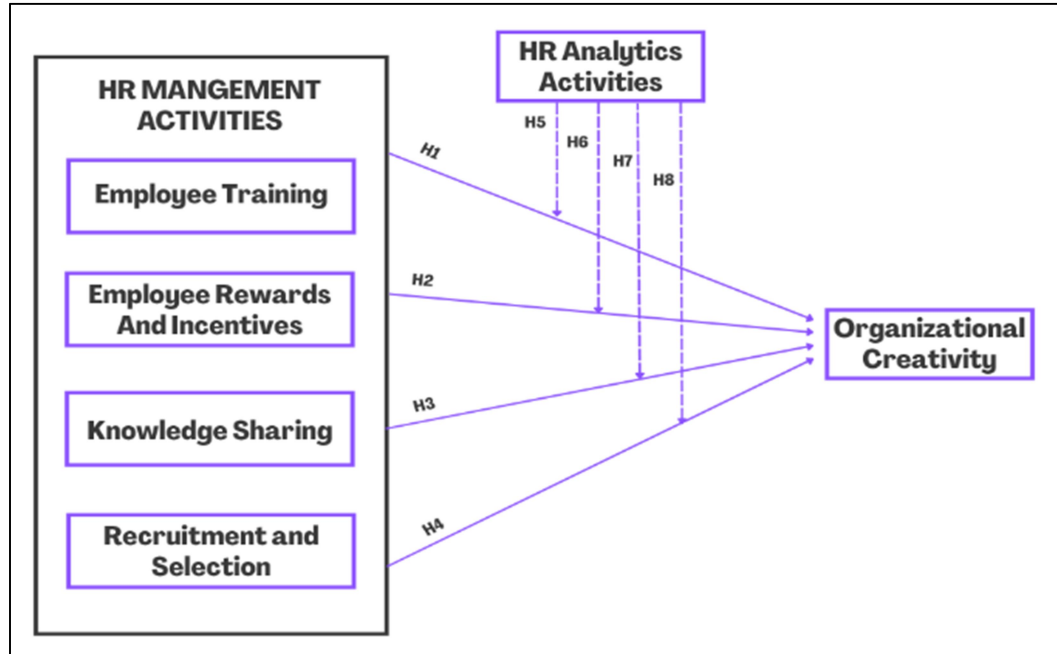 HR MANGEMENT
ACTIVITIES
Employee Training
Employee Rewards
And Incentives
Knowledge Sharing
Recruitment and
Selection
HR Analytics
Activities
H5
H6
H7
H8
H1
H2
H3
H4
Organizational
Creativity